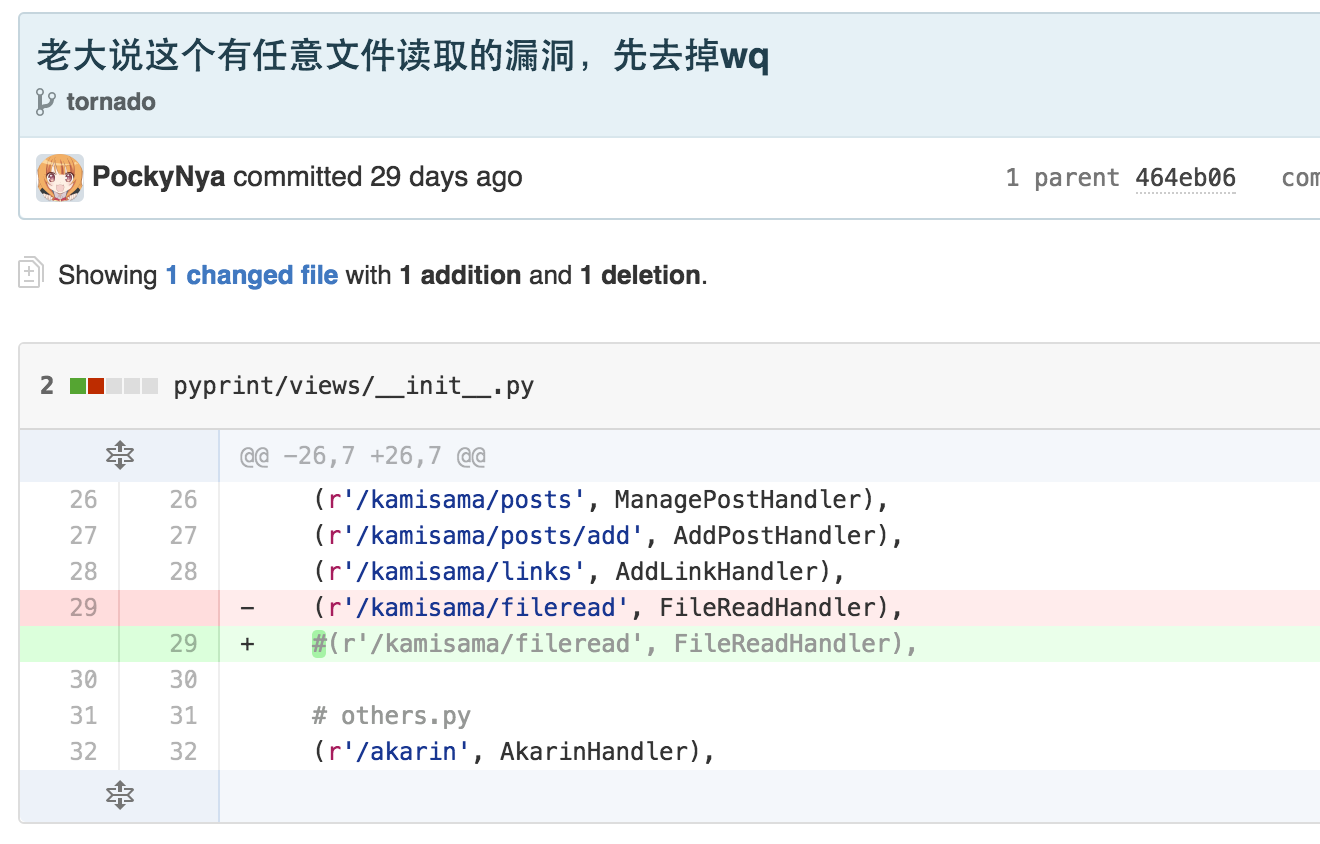 老大说这个有任意文件读取的漏洞，先去掉wq
tornado
PockyNya committed 29 days ago 1 parent 464eb06 com
Showing 1 changed file with 1 addition and 1 deletion.
2 pyprint/views/__init__.py
@@ -26,7 +26,7 @@
26 26 (r'/kamisama/posts', ManagePostHandler),
27 27 (r'/kamisama/posts/add', AddPostHandler),
28 28 (r'/kamisama/links', AddLinkHandler),
29 - (r'/kamisama/fileread', FileReadHandler),
29 + #(r'/kamisama/fileread', FileReadHandler),
30 30
31 31 # others.py
32 32 (r'/akarin', AkarinHandler),